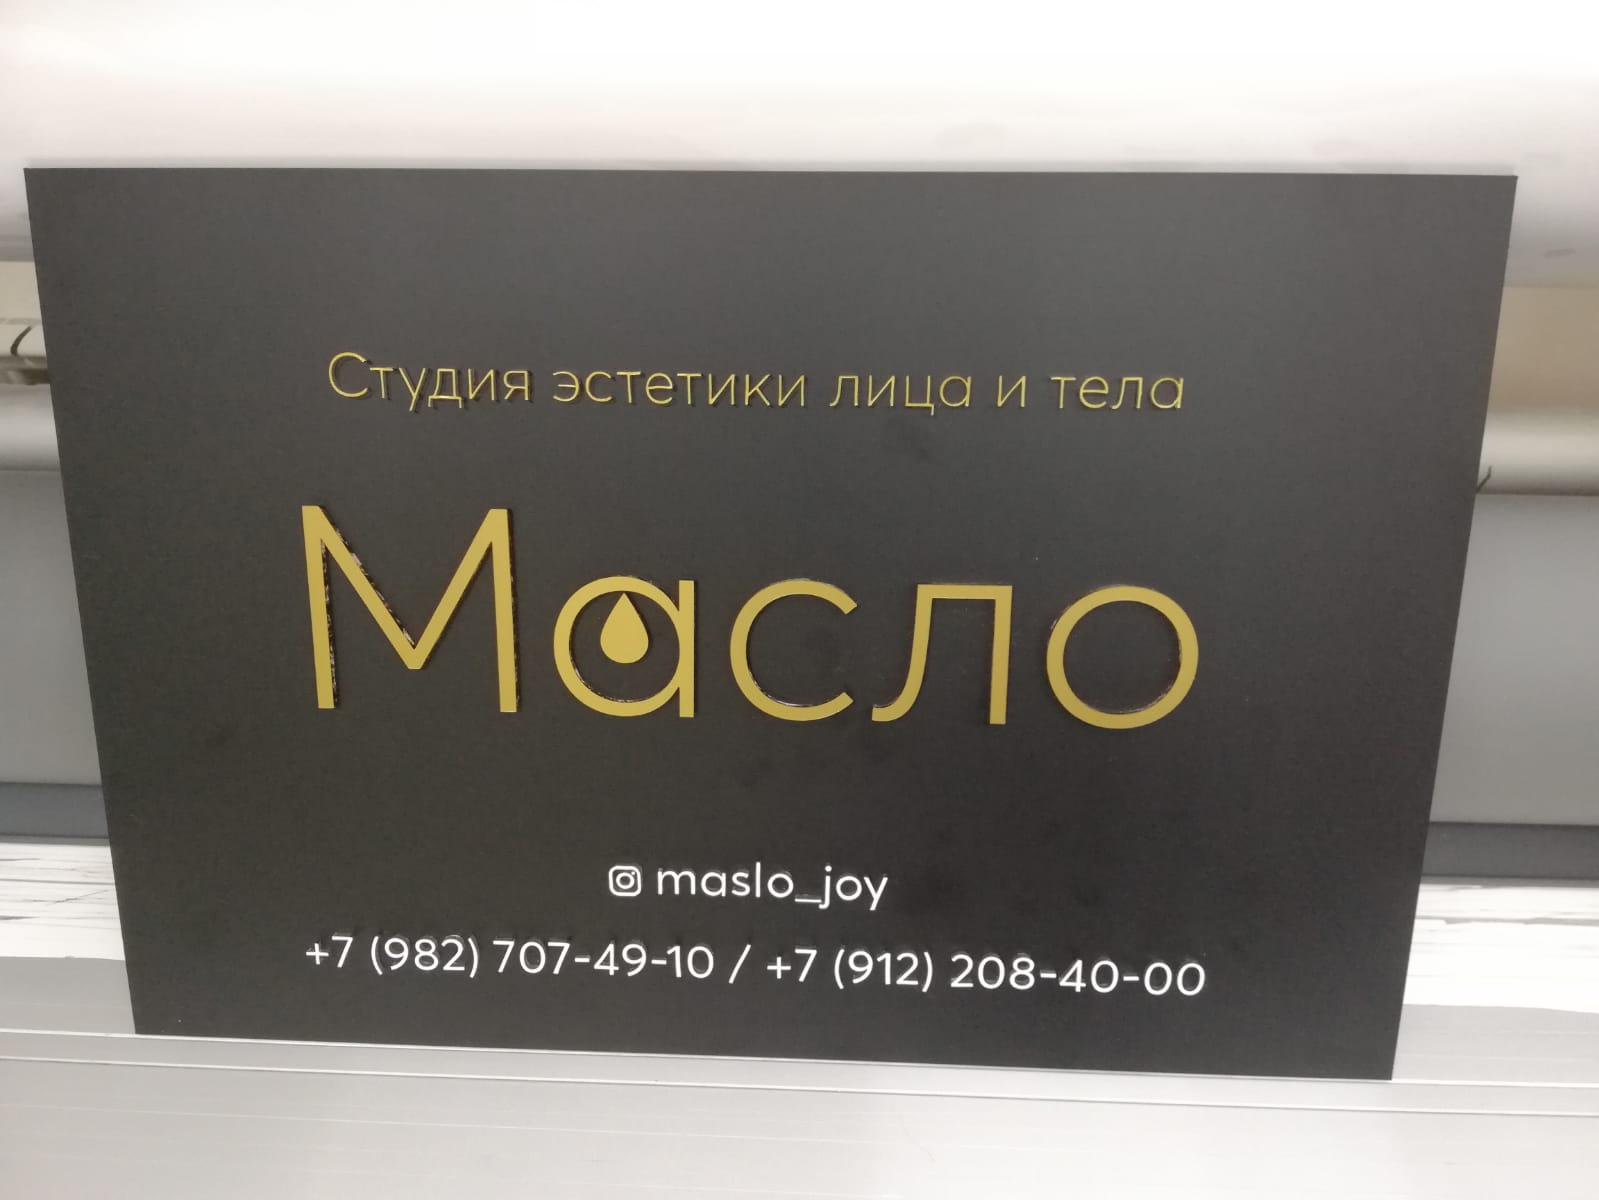 Студия эстетики лица и тела
Масло
maslo_joy
+7 (982) 707-49-10 / +7 (912) 208-40-00